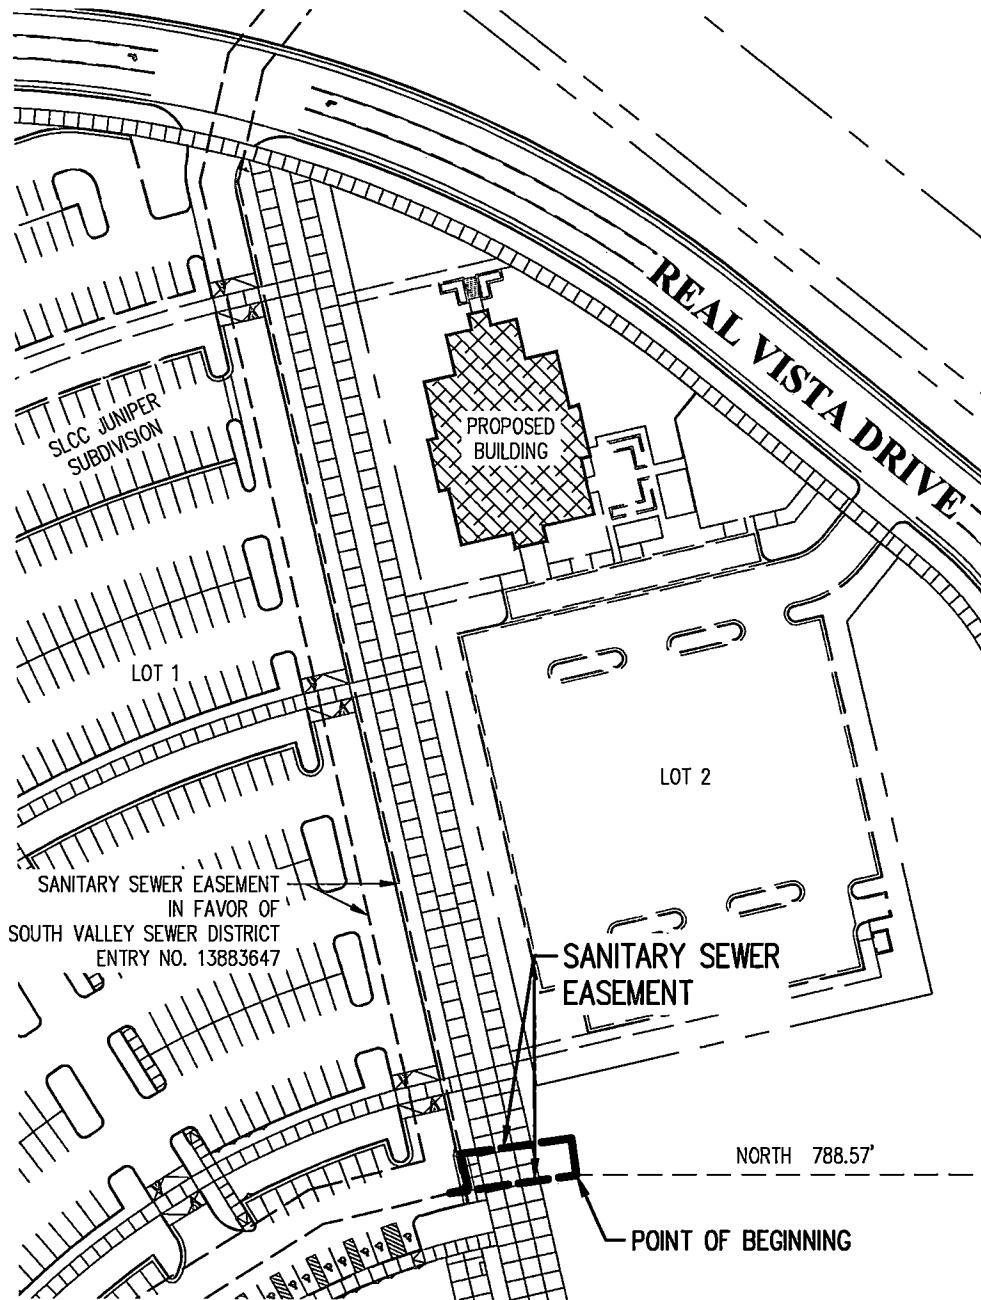 REAL VISTA DRIVE
SLCC JUNIPER
SUBDIVISION
PROPOSED
BUILDING
LOT 1
LOT 2
SANITARY SEWER EASEMENT
IN FAVOR OF
SOUTH VALLEY SEWER DISTRICT
ENTRY NO. 13883647
SANITARY SEWER
EASEMENT
NORTH 788.57'
POINT OF BEGINNING